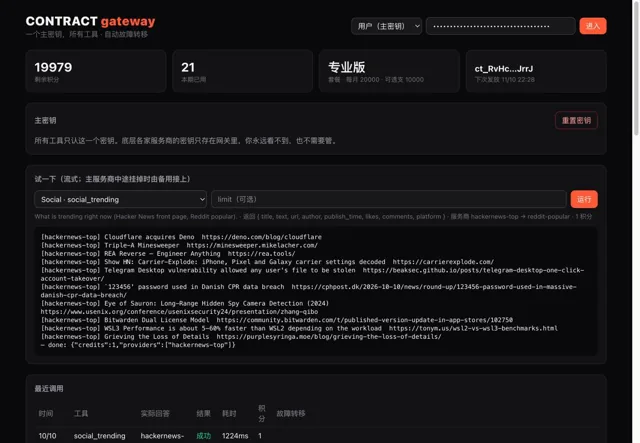 CONTRACT gateway
一个主密钥，所有工具 · 自动故障转移
用户（主密钥）
进入
19979
剩余积分
21
本期已用
专业版
套餐 · 每月 20000 · 可透支 10000
ct_RvHc...JrrJ
下次发放 11/10 22:28
主密钥
重置密钥
所有工具只认这一个密钥。底层各家服务商的密钥只存在网关里，你永远看不到，也不需要管。
试一下（流式：主服务商中途挂掉时由备用接上）
Social · social_trending
limit（可选）
运行
What is trending right now (Hacker News front page, Reddit popular). · 返回 { title, text, url, author, publish_time, likes, comments, platform } · 服务商 hackernews-top → reddit-popular · 1 积分
[hackernews-top] Cloudflare acquires Deno https://deno.com/blog/cloudflare
[hackernews-top] Triple-A Minesweeper https://minesweeper.mikelacher.com/
[hackernews-top] REA Reverse – Engineer Anything https://rea.tools/
[hackernews-top] Show HN: Carrier-Explode: iPhone, Pixel and Galaxy carrier settings decoded https://carrierexplode.com/
[hackernews-top] Telegram Desktop vulnerability allowed any user's file to be stolen https://beaksec.github.io/posts/telegram-desktop-one-click-
account-takeover/
[hackernews-top] `123456' password used in Danish CPR data breach https://cphpost.dk/2026-10-10/news/round-up/123456-password-used-in-massive-
danish-cpr-data-breach/
[hackernews-top] Eye of Sauron: Long-Range Hidden Spy Camera Detection (2024)
https://www.usenix.org/conference/usenixsecurity24/presentation/zhang-qibo
[hackernews-top] Bitwarden Dual License Model https://community.bitwarden.com/t/published-version-update-in-app-stores/102750
[hackernews-top] WSL3 Performance is about 5–60% faster than WSL2 depending on the workload https://tonym.us/wsl2-vs-wsl3-benchmarks.html
[hackernews-top] Grieving the Loss of Details https://purplesyringa.moe/blog/grieving-the-loss-of-details/
— done: {"credits":1,"providers":["hackernews-top"]}
最近调用
时间 工具 实际回答 结果 耗时 积分 故障转移
10/10 social_trending hackernews- 成功 1224ms 1